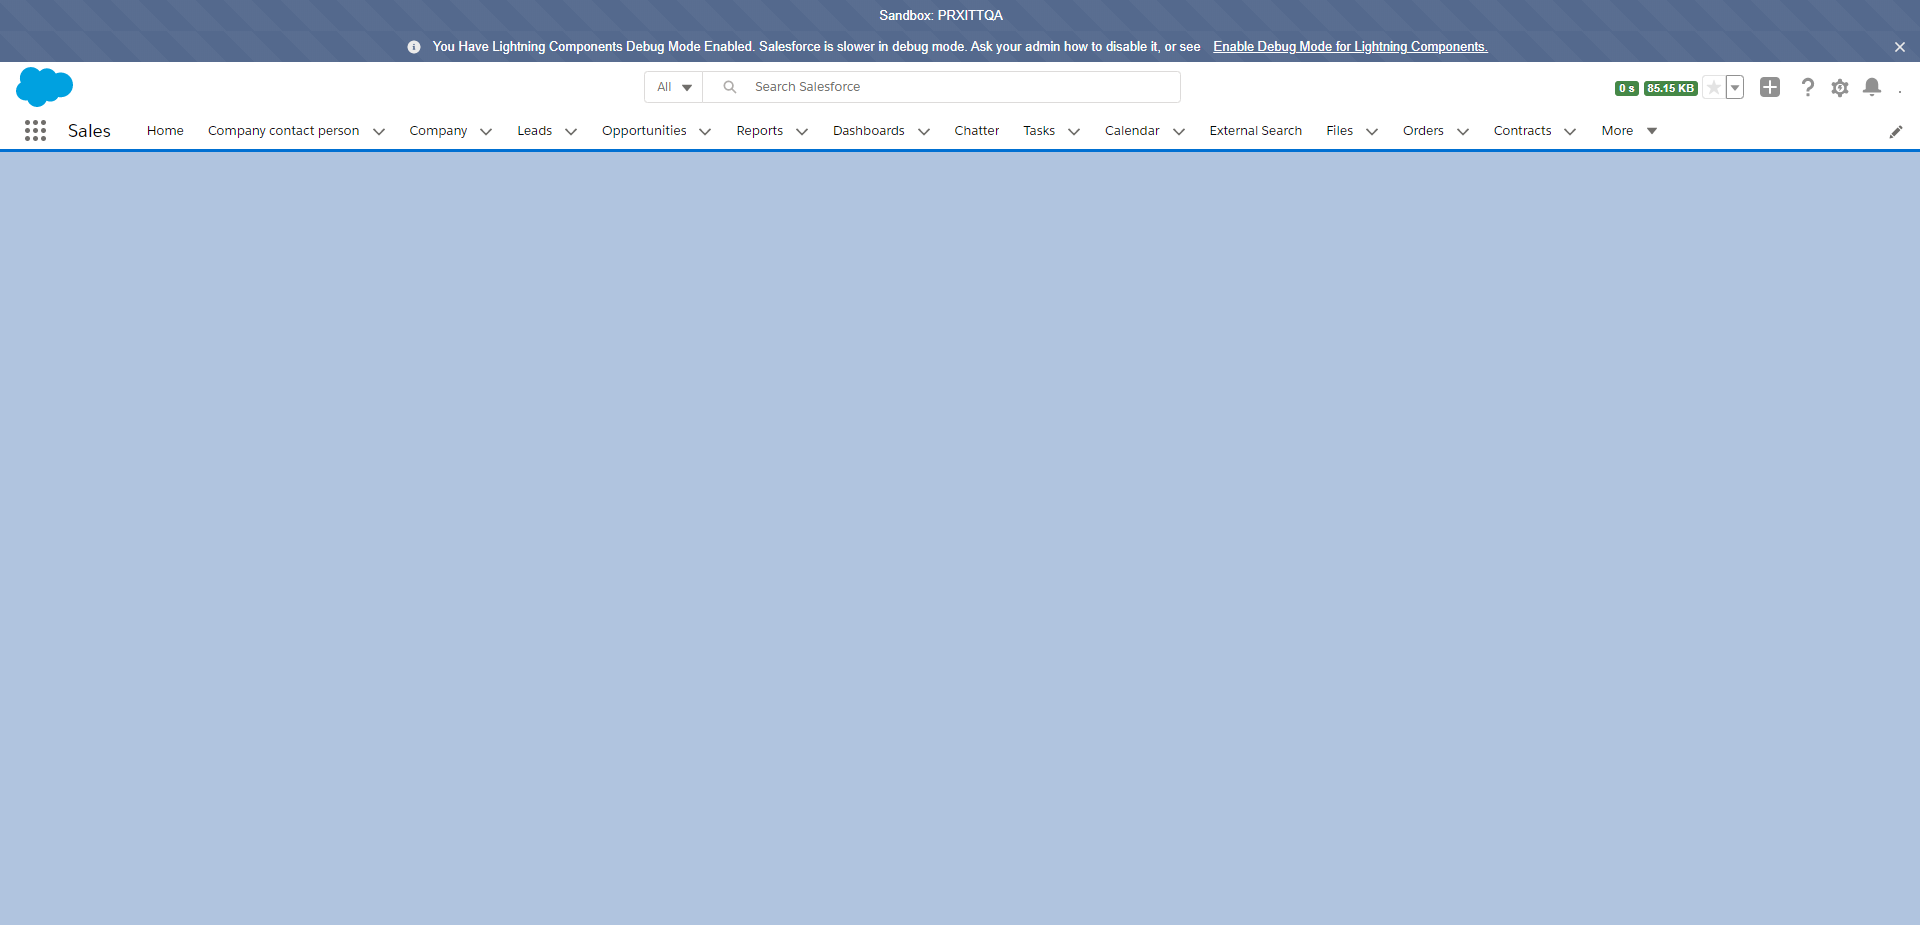 Sandbox: PRXITTQA
You Have Lightning Components Debug Mode Enabled. Salesforce is slower in debug mode. Ask your admin how to disable it, or see Enable Debug Mode for Lightning Components.
All Search Salesforce 0 s 85.15 KB
Sales Home Company contact person Company Leads Opportunities Reports Dashboards Chatter Tasks Calendar External Search Files Orders Contracts More